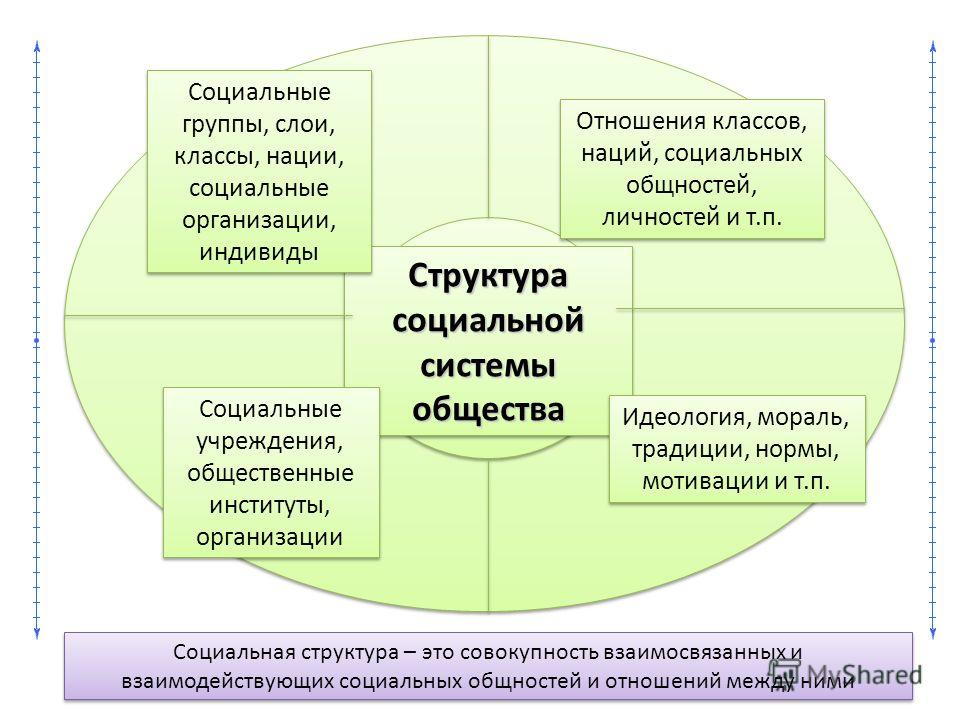 Социальные
группы, слои,
классы, нации,
социальные
организации,
индивиды
Отношения классов,
наций, социальных
общностей,
личностей и т.п.
Структура
социальной
системы
общества
Социальные
учреждения,
общественные
институты,
организации
Идеология, мораль,
традиции, нормы,
мотивации и т.п.
Социальная структура – это совокупность взаимосвязанных и
взаимодействующих социальных общностей и отношений между ними
MyShared